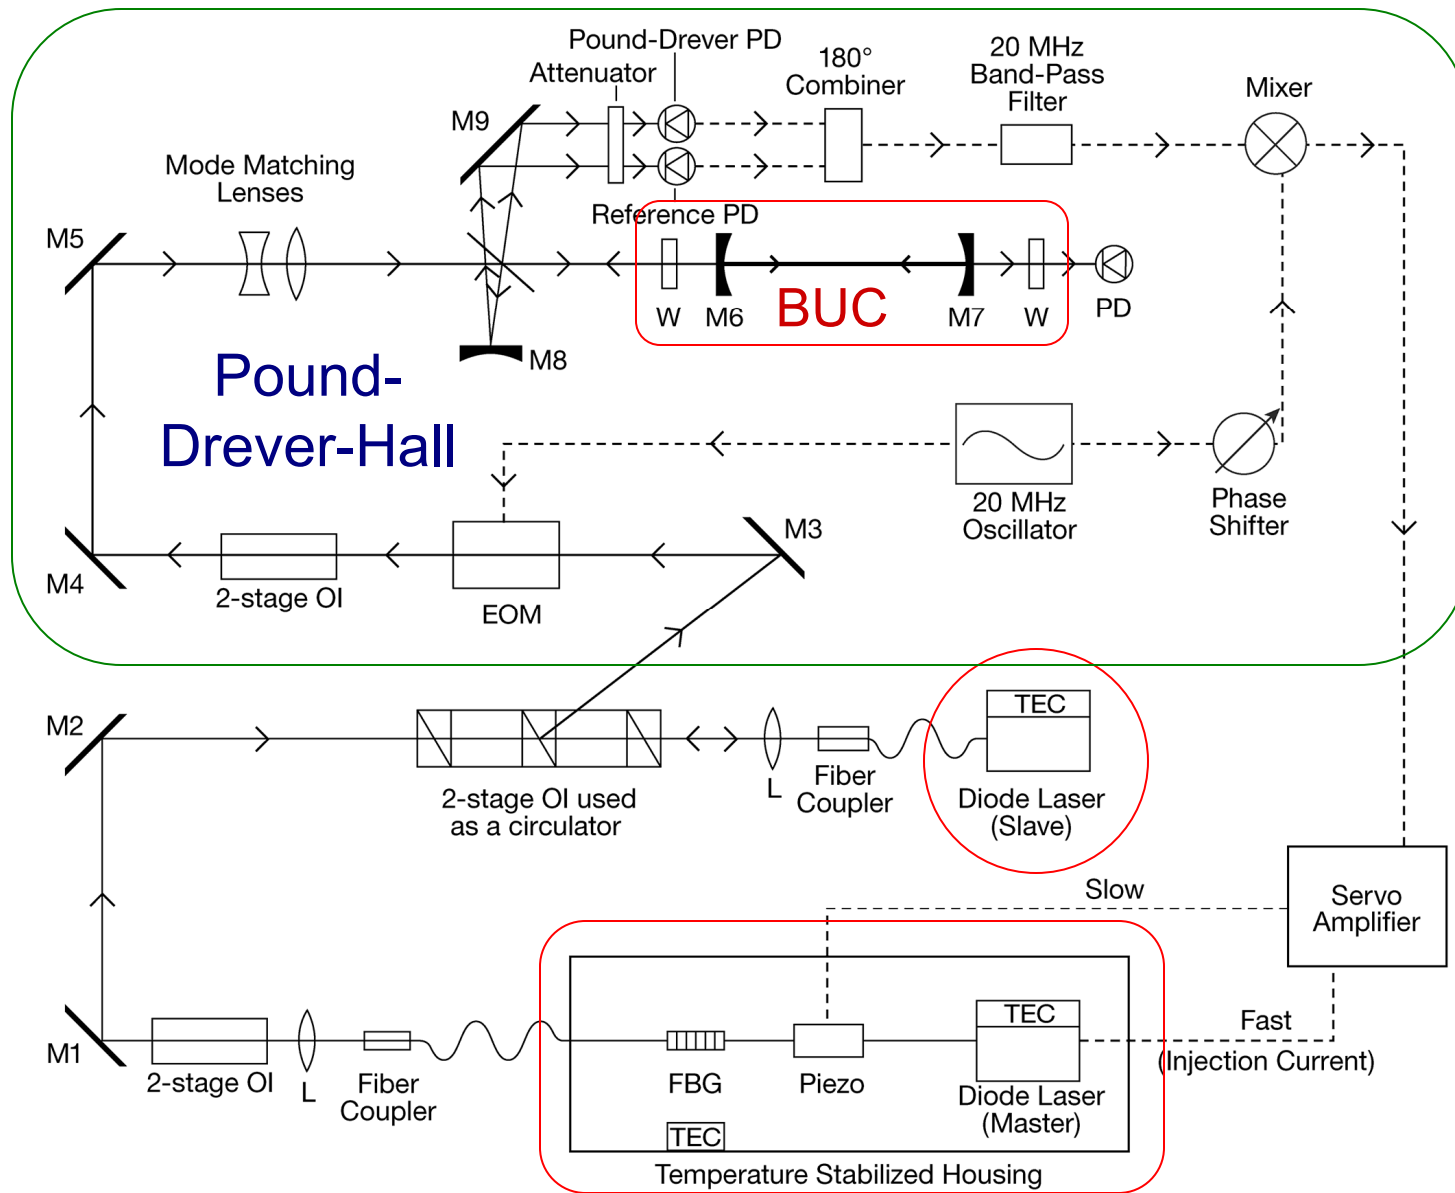 Pound-Drever PD
Attenuator
180°
Combiner
20 MHz
Band-Pass
Filter
Mixer
M9
Mode Matching
Lenses
Reference PD
M5
W
M6
BUC
M7
W
PD
M8
Pound-
Drever-Hall
20 MHz
Oscillator
Phase
Shifter
M3
M4
2-stage OI
EOM
M2
TEC
2-stage OI used
as a circulator
L
Fiber
Coupler
Diode Laser
(Slave)
Slow
Servo
Amplifier
TEC
Fast
(Injection Current)
M1
2-stage OI
L
Fiber
Coupler
FBG
Piezo
Diode Laser
(Master)
TEC
Temperature Stabilized Housing